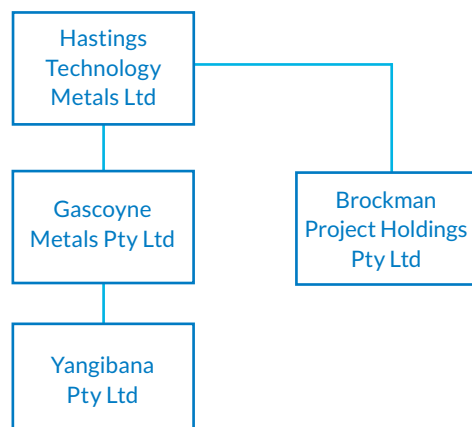 Hastings
Technology
Metals Ltd
Gascoyne
Metals Pty Ltd
Brockman
Project Holdings
Pty Ltd
Yangibana
Pty Ltd